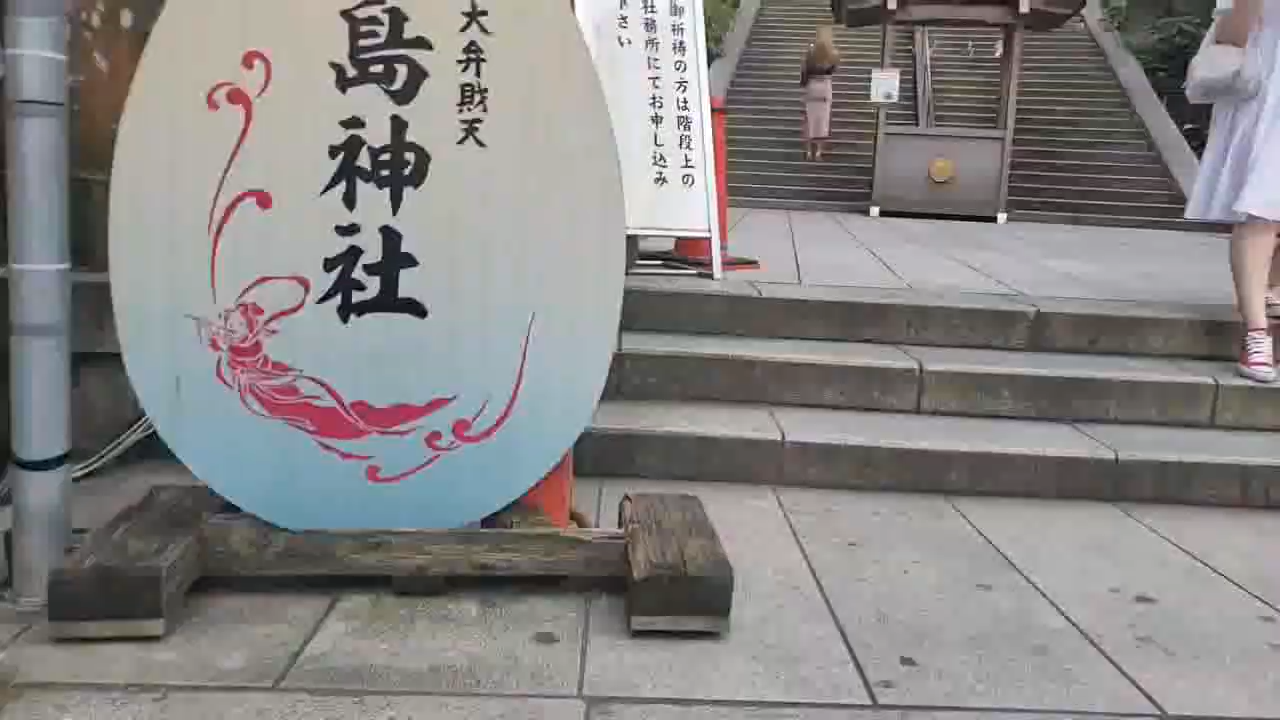 大弁財天
島神社
御祈祷の方は階段上の
社務所にてお申し込み
下さい